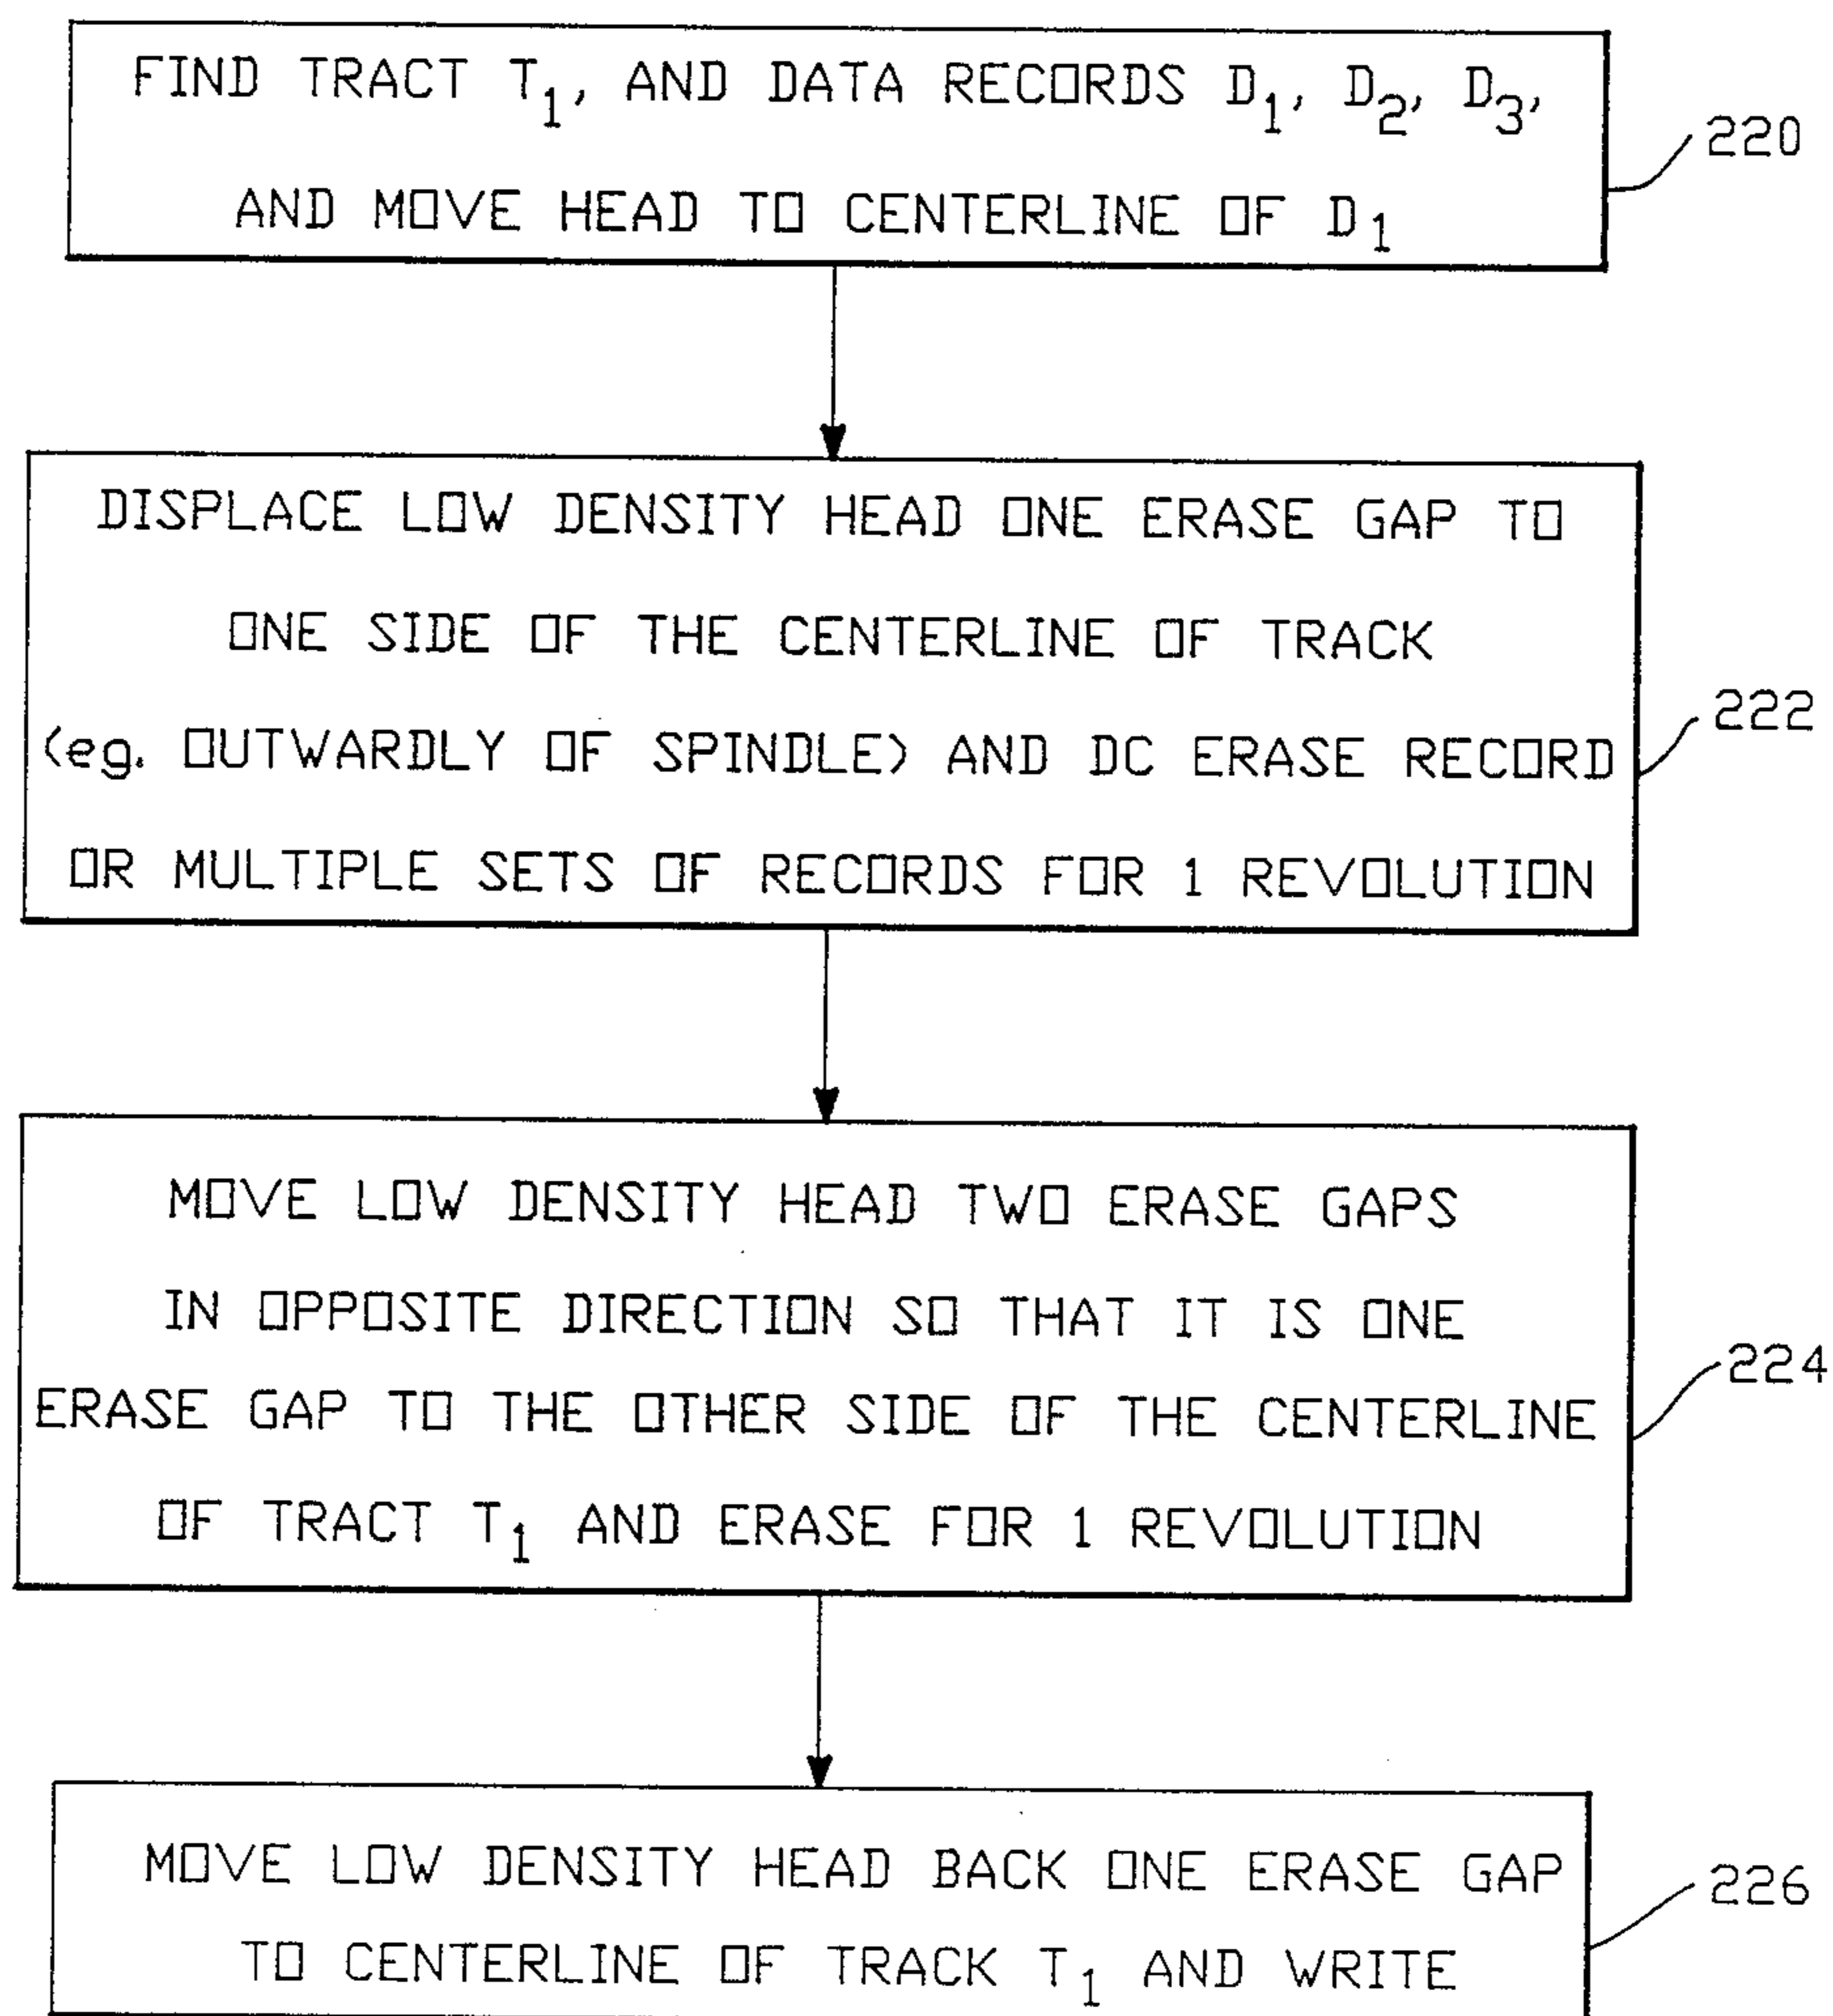 FIND TRACT T1, AND DATA RECORDS D1, D2, D3,
AND MOVE HEAD TO CENTERLINE OF D1
220
DISPLACE LOW DENSITY HEAD ONE ERASE GAP TO
ONE SIDE OF THE CENTERLINE OF TRACK
(eg. OUTWARDLY OF SPINDLE) AND DC ERASE RECORD
OR MULTIPLE SETS OF RECORDS FOR 1 REVOLUTION
222
MOVE LOW DENSITY HEAD TWO ERASE GAPS
IN OPPOSITE DIRECTION SO THAT IT IS ONE
ERASE GAP TO THE OTHER SIDE OF THE CENTERLINE
OF TRACT T1 AND ERASE FOR 1 REVOLUTION
224
MOVE LOW DENSITY HEAD BACK ONE ERASE GAP
TO CENTERLINE OF TRACK T1 AND WRITE
226